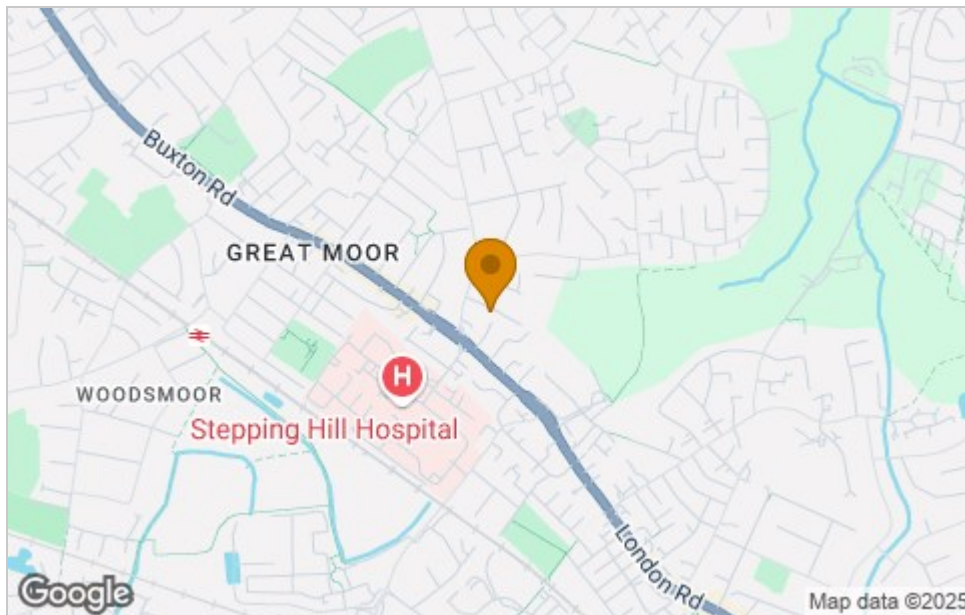 Buxton Rd
GREAT MOOR
H
WOODSMOOR
Stepping Hill Hospital
London Rd
Google
Map data ©2025